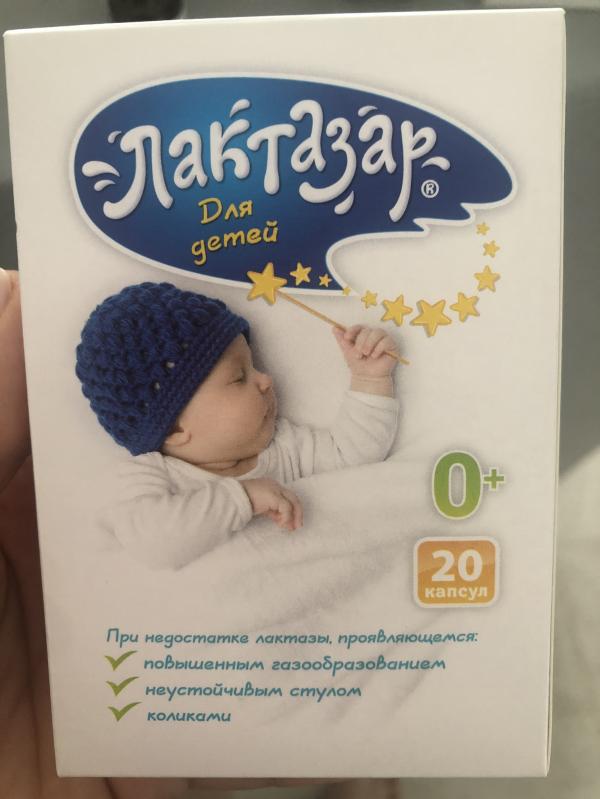 Лактазар®
Для
детей
0+
20
капсул
При недостатке лактазы, проявляющемся:
повышенным газообразованием
неустойчивым стулом
коликами